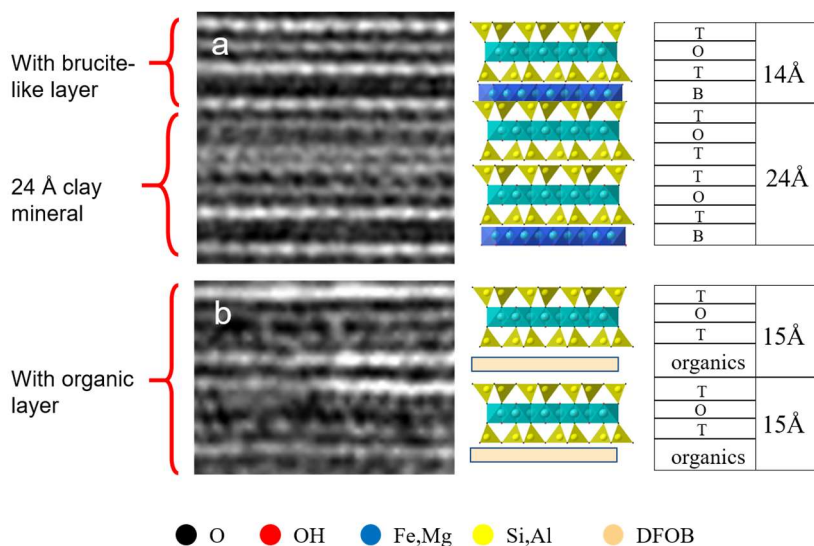 a
With brucite-
like layer
24 Å clay
mineral
T
O
T
B
14Å
T
O
T
T
O
T
B
24Å
b
With organic
layer
T
O
T
organics
15Å
T
O
T
organics
15Å
O OH Fe,Mg Si,Al DFOB